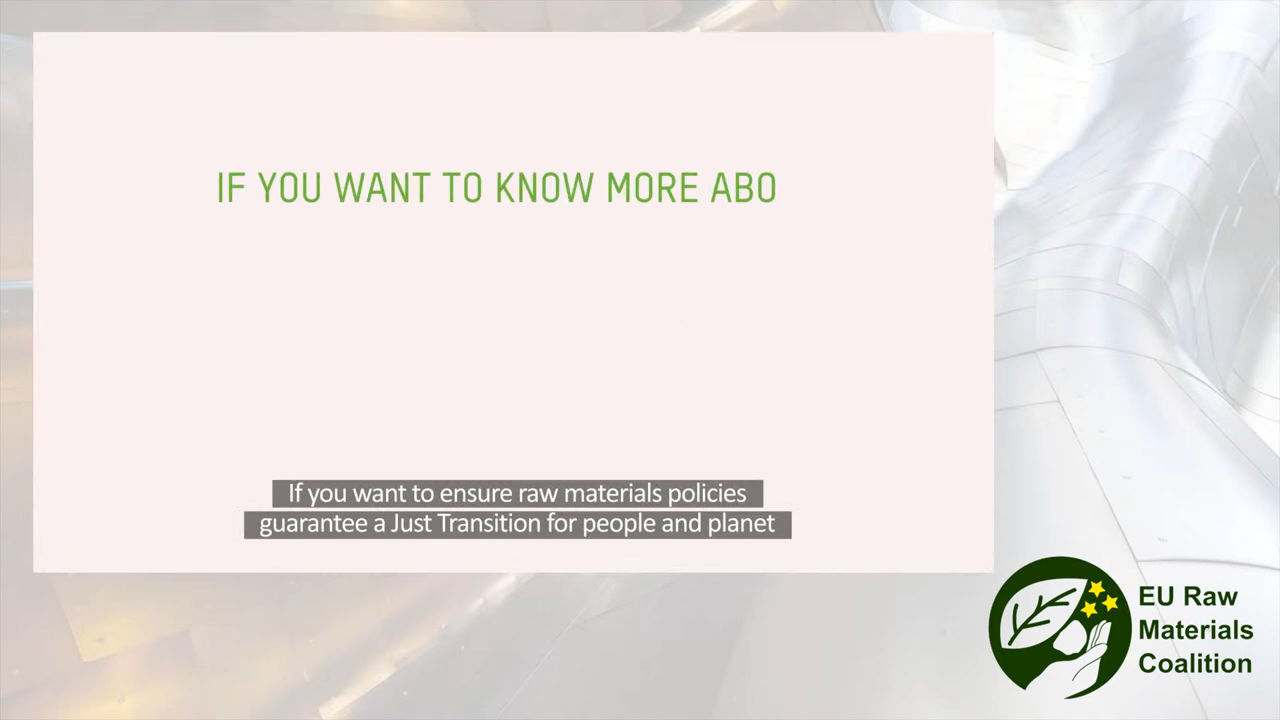 IF YOU WANT TO KNOW MORE ABO
If you want to ensure raw materials policies
guarantee a Just Transition for people and planet
EU Raw
Materials
Coalition